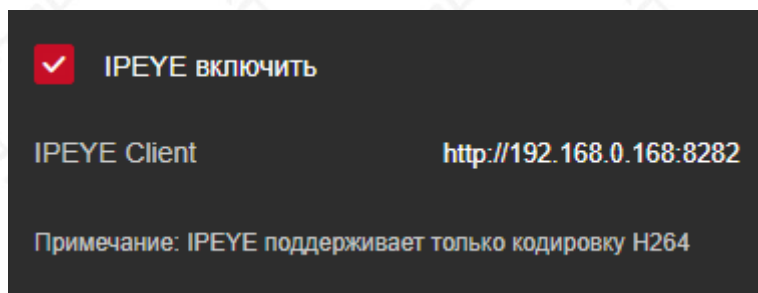 IPEYE включить
IPEYE Client http://192.168.0.168:8282
Примечание: IPEYE поддерживает только кодировку H264